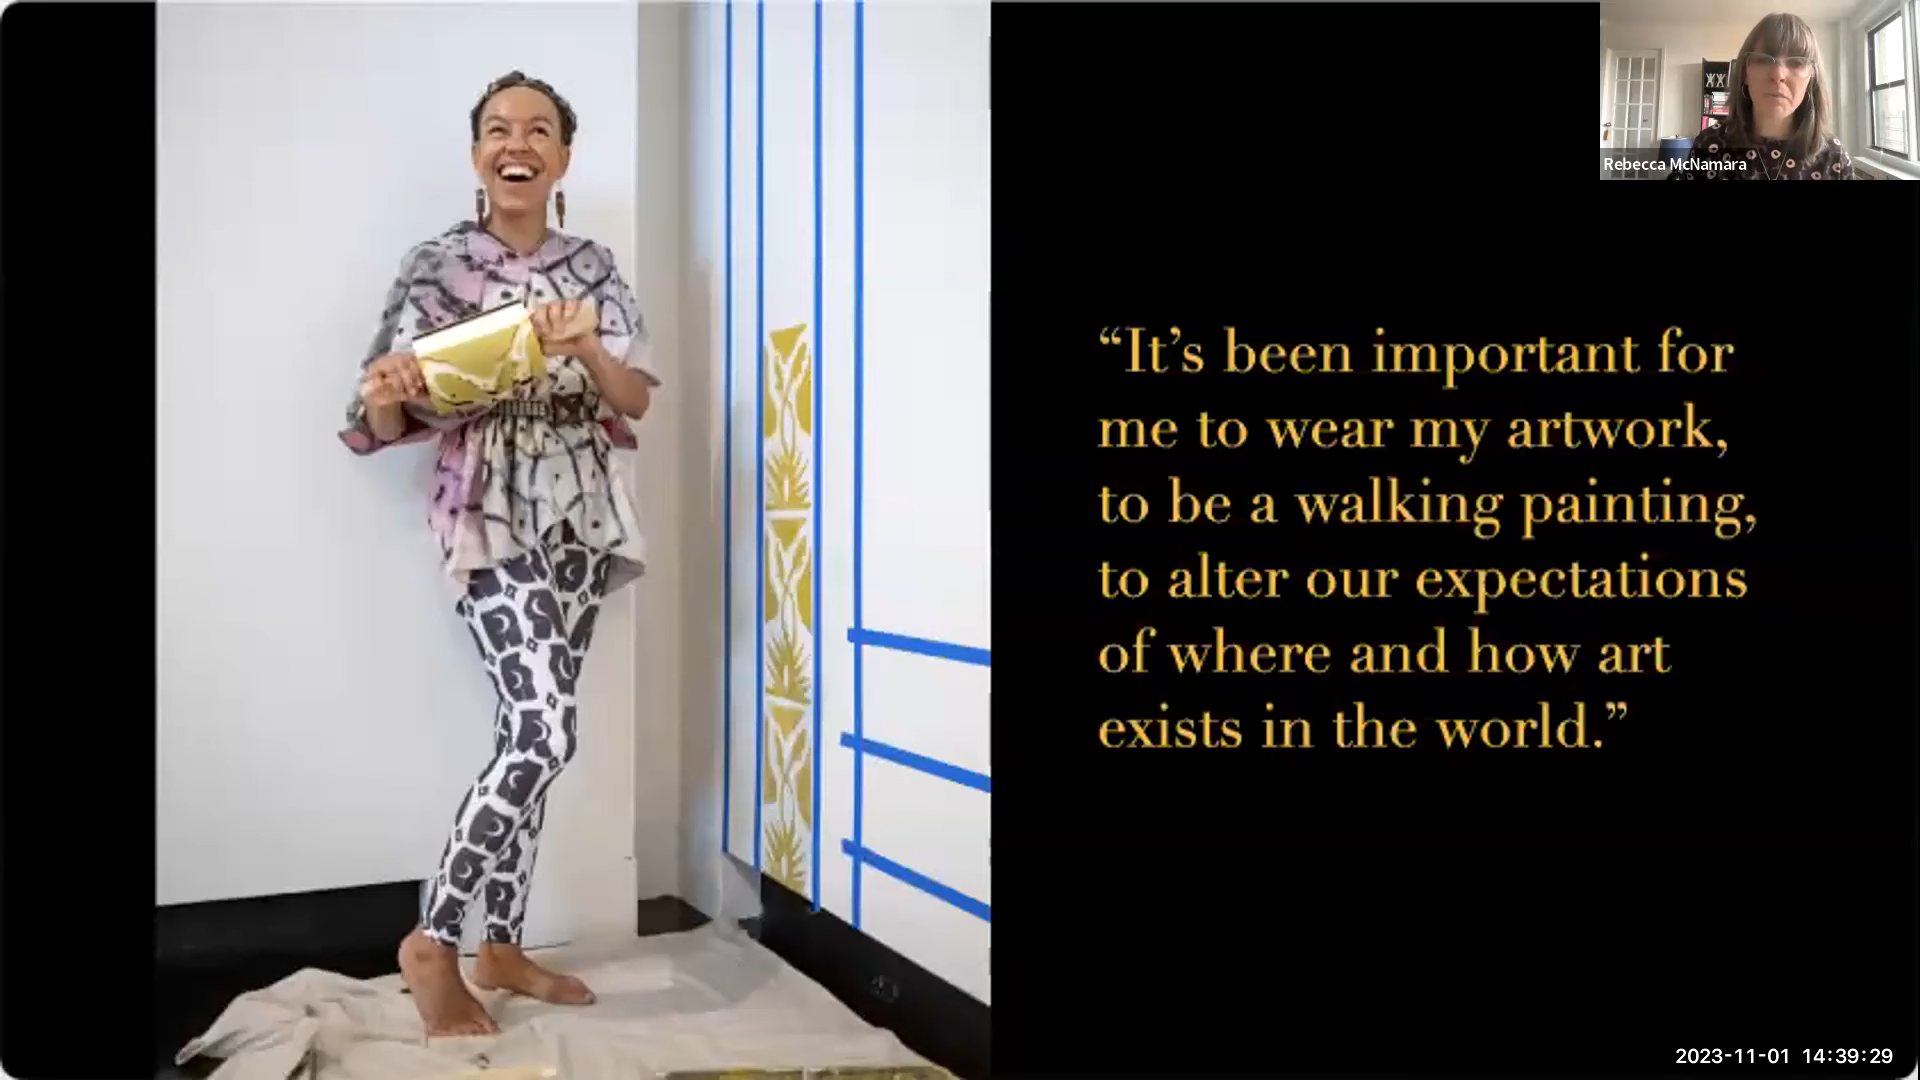 Rebecca McNamara
“It’s been important for
me to wear my artwork,
to be a walking painting,
to alter our expectations
of where and how art
exists in the world.”
2023-11-01 14:39:29